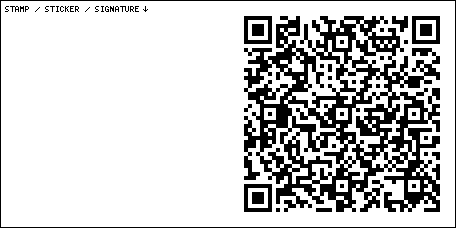 STAMP / STICKER / SIGNATURE ↓